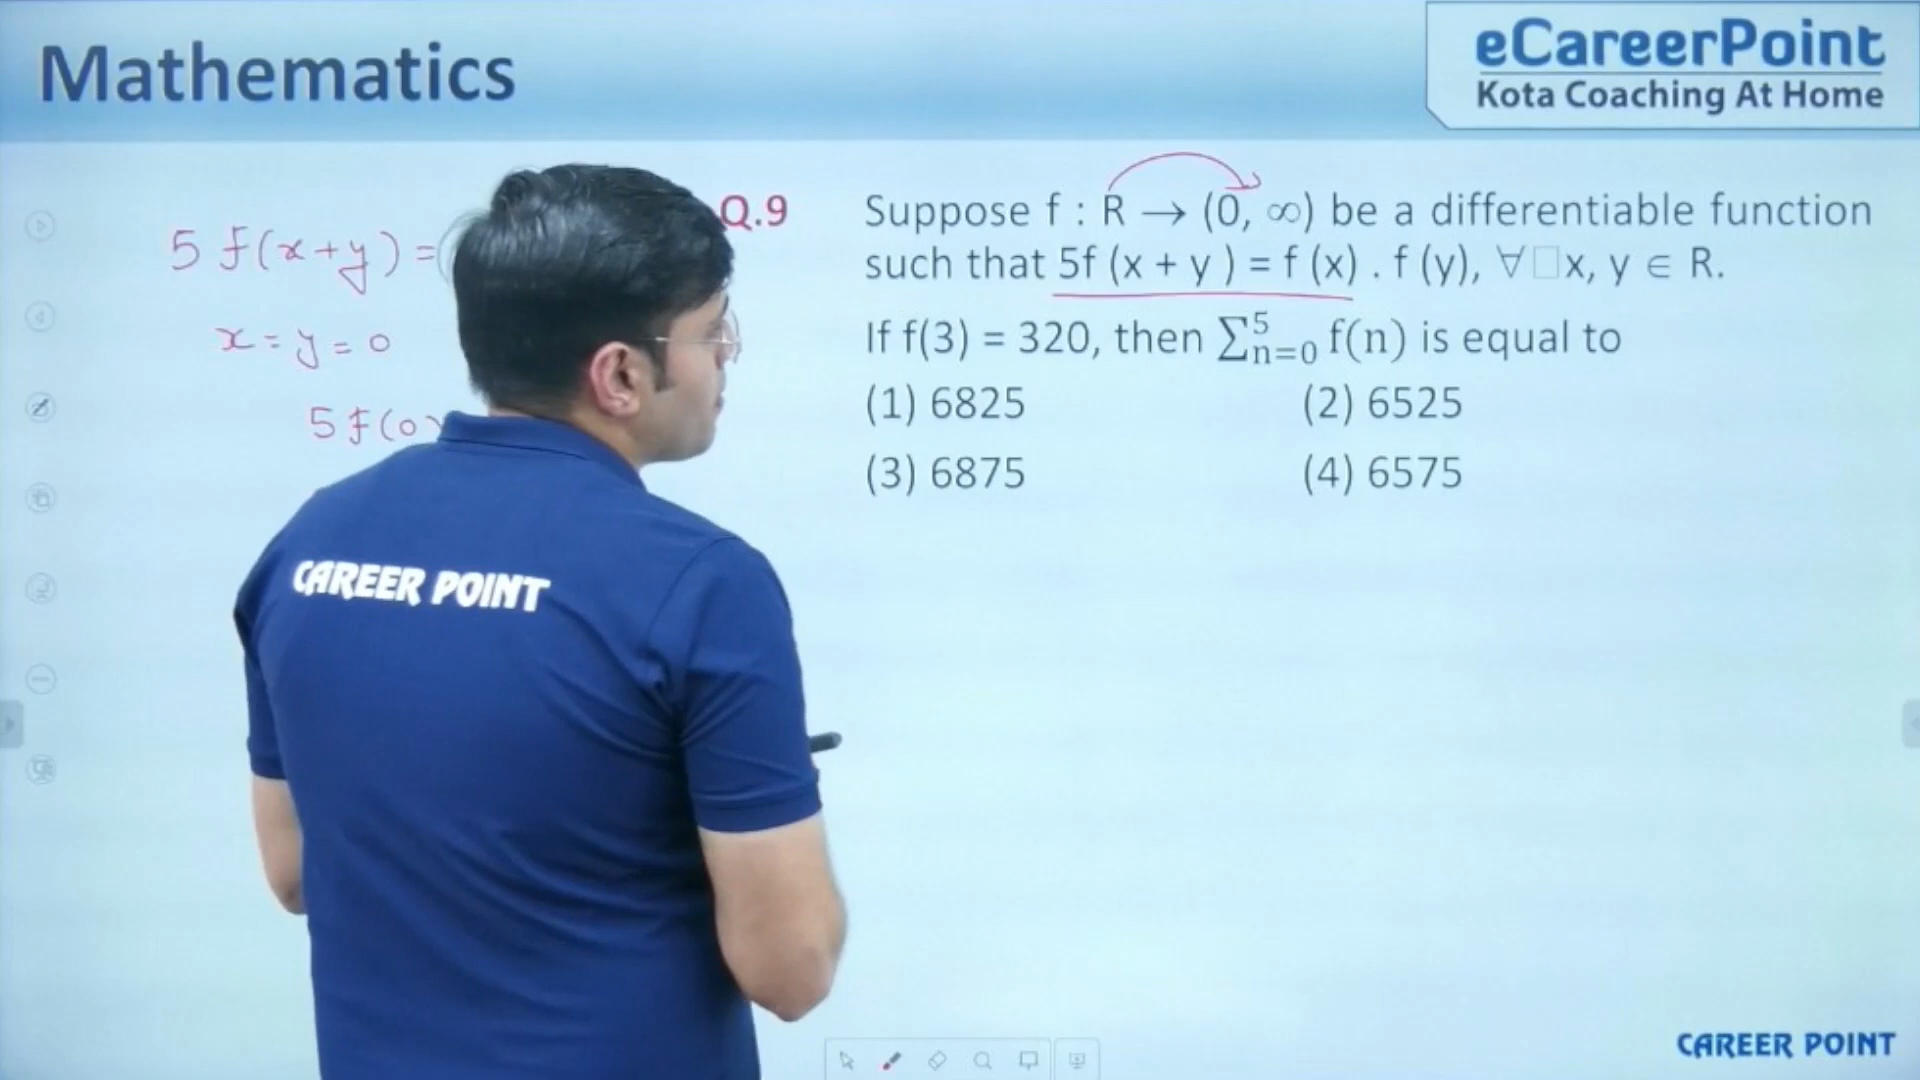 Mathematics
eCareerPoint
Kota Coaching At Home
5 f(x+y) =
x = y = 0
5 f(0)
Q.9
Suppose f : R → (0, ∞) be a differentiable function
such that 5f (x + y ) = f (x) . f (y), ∀□x, y ∈ R.
If f(3) = 320, then ∑⁵ₙ₌₀ f(n) is equal to
(1) 6825 (2) 6525
(3) 6875 (4) 6575
CAREER POINT
CAREER POINT